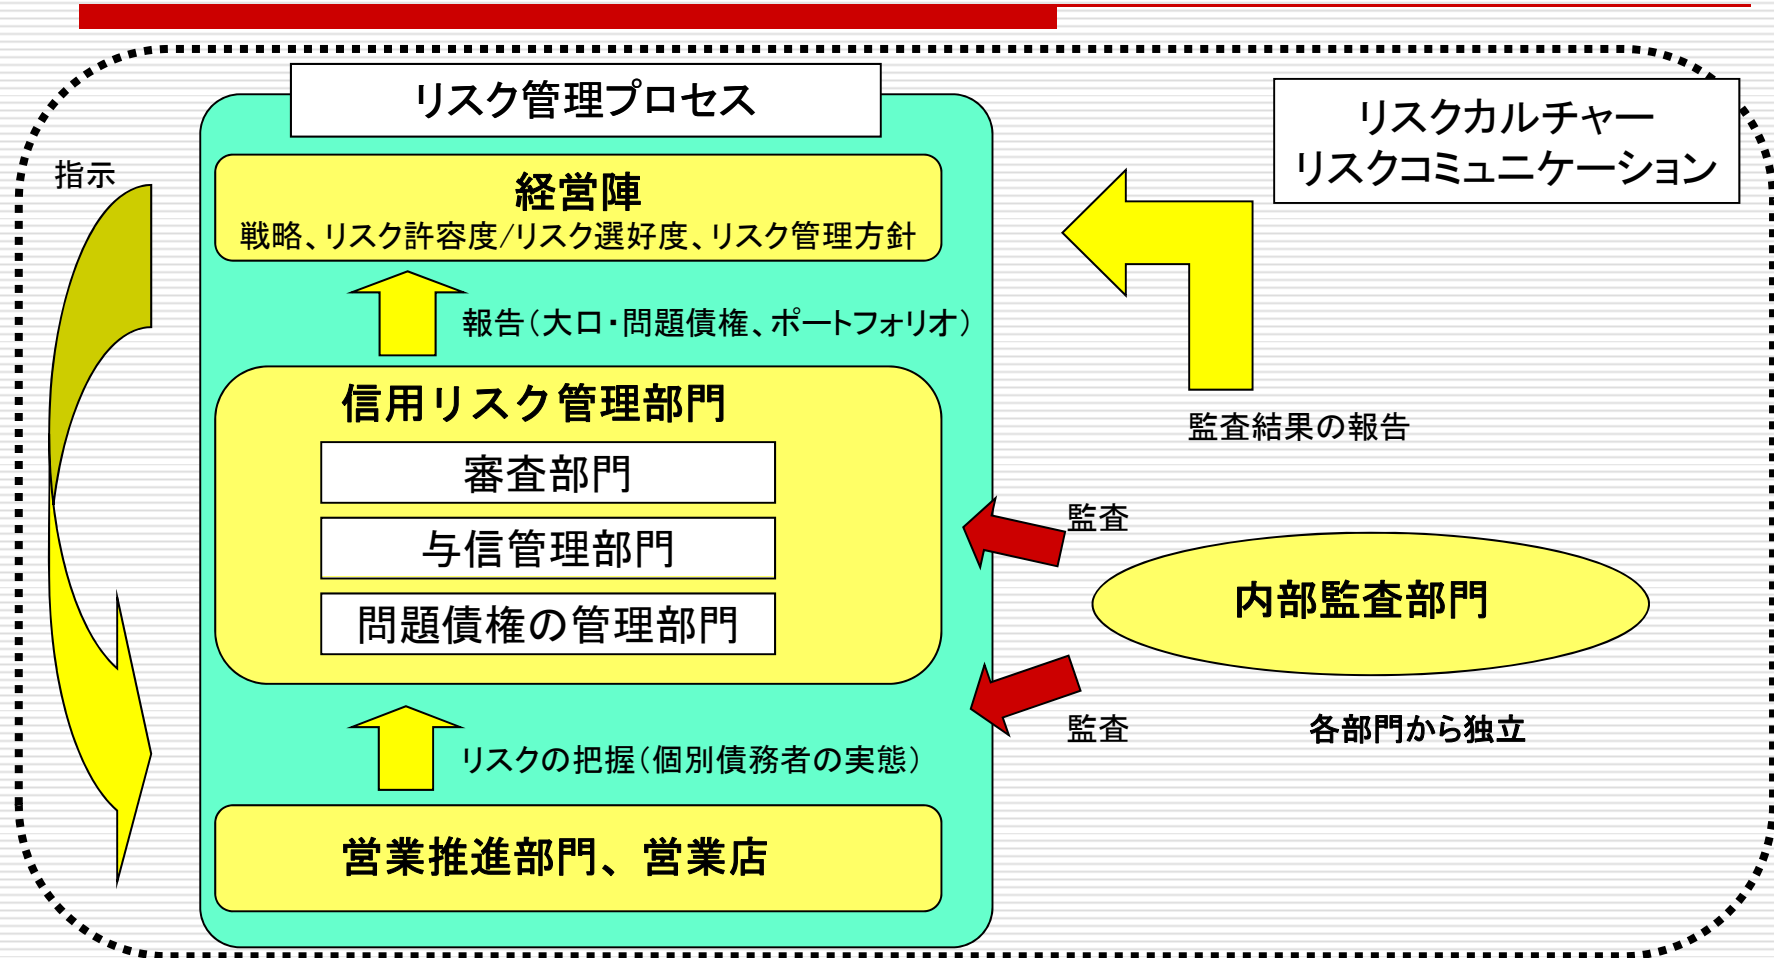 リスク管理プロセス
リスクカルチャー
リスクコミュニケーション
指示
経営陣
戦略、リスク許容度/リスク選好度、リスク管理方針
報告(大口・問題債権、ポートフォリオ)
信用リスク管理部門
審査部門
与信管理部門
問題債権の管理部門
監査結果の報告
監査
内部監査部門
監査
各部門から独立
リスクの把握(個別債務者の実態)
営業推進部門、営業店